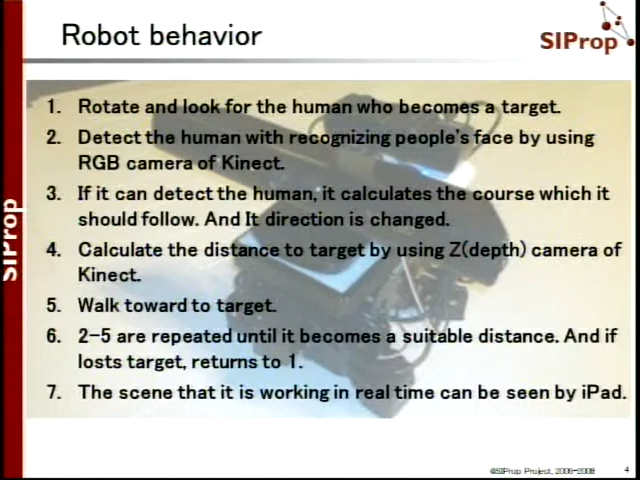 Robot behavior
SIProp
1. Rotate and look for the human who becomes a target.
2. Detect the human with recognizing people's face by using
RGB camera of Kinect.
3. If it can detect the human, it calculates the course which it
should follow. And It direction is changed.
4. Calculate the distance to target by using Z(depth) camera of
Kinect.
5. Walk toward to target.
6. 2-5 are repeated until it becomes a suitable distance. And if
losts target, returns to 1.
7. The scene that it is working in real time can be seen by iPad.
SIProp
©SIProp Project, 2006-2008
4